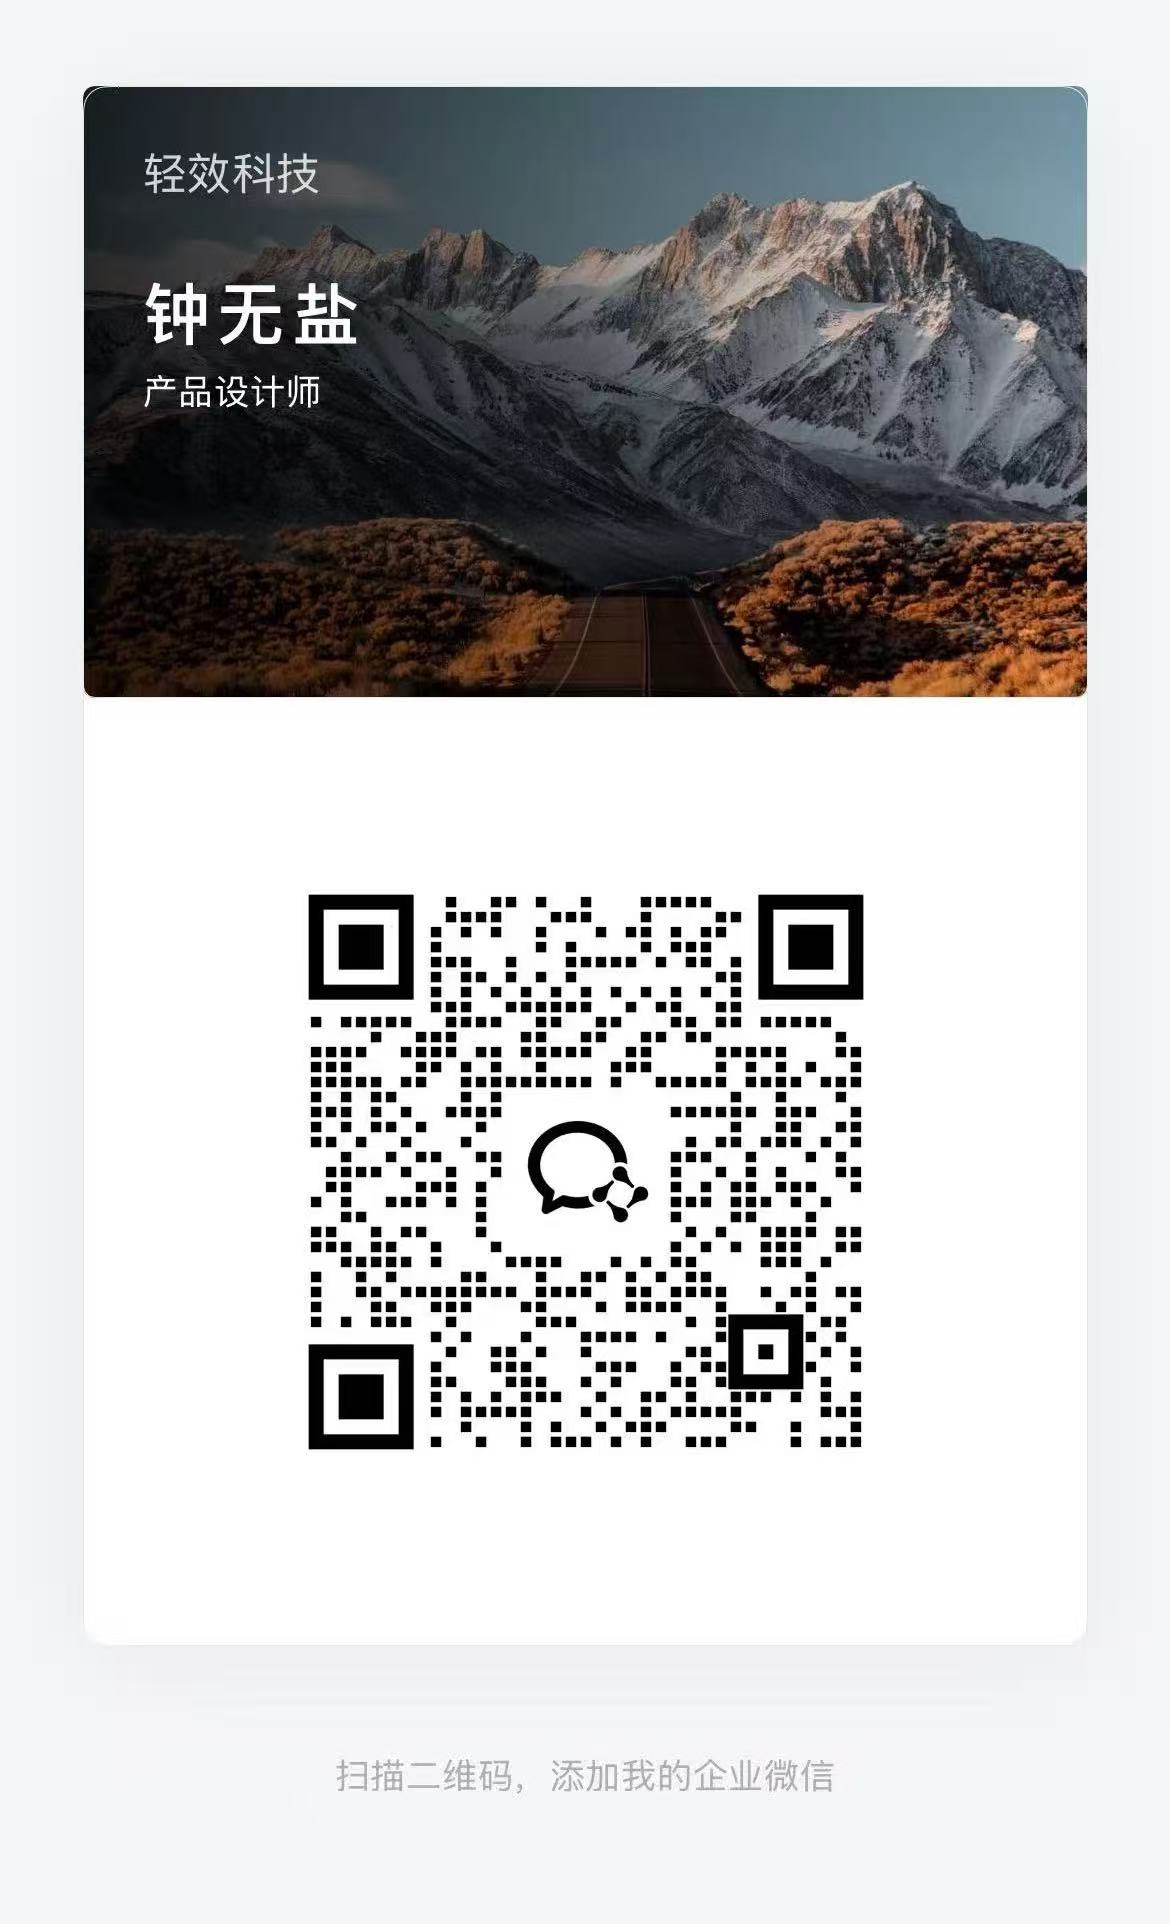 轻效科技
钟无盐
产品设计师
扫描二维码，添加我的企业微信